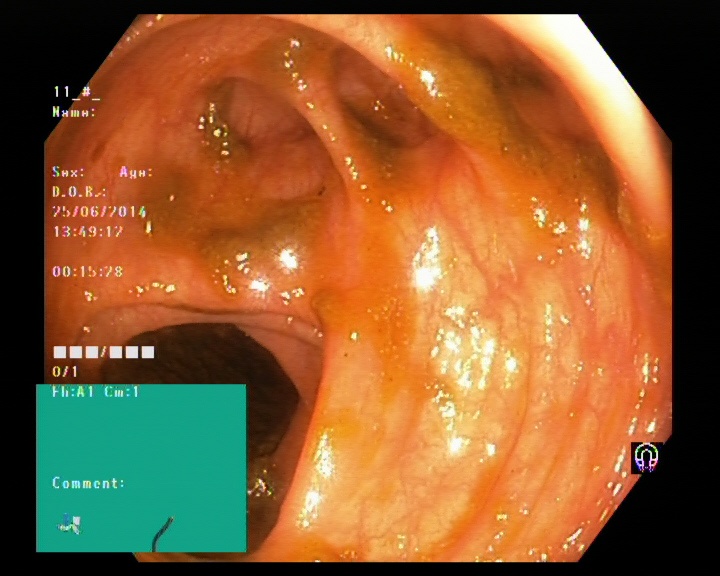 11_#_
Name:
Sex: Age:
D.O.B.:
25/06/2014
13:49:12
00:15:28
■■■/■■■
0/1
Eh:A1 Cm:1
Comment: